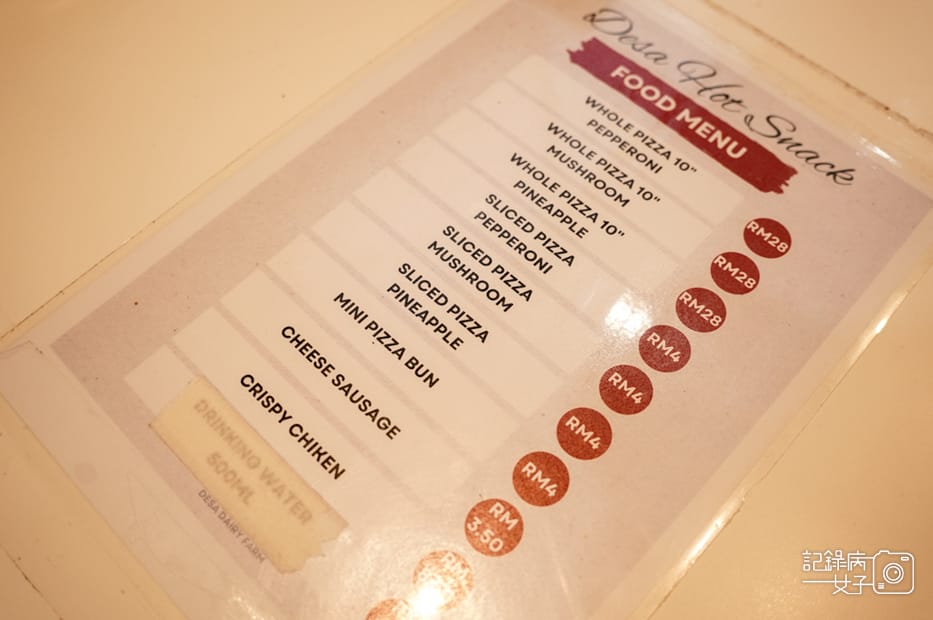 Desa Hot Snack
FOOD MENU
WHOLE PIZZA 10"
PEPPERONI
RM28
WHOLE PIZZA 10"
MUSHROOM
RM28
WHOLE PIZZA 10"
PINEAPPLE
RM28
SLICED PIZZA
PEPPERONI
RM4
SLICED PIZZA
MUSHROOM
RM4
SLICED PIZZA
PINEAPPLE
RM4
MINI PIZZA BUN
RM4
CHEESE SAUSAGE
RM
3.50
CRISPY CHIKEN
DRINKING WATER
500ML
DESA DAIRY FARM
記錄病
女子